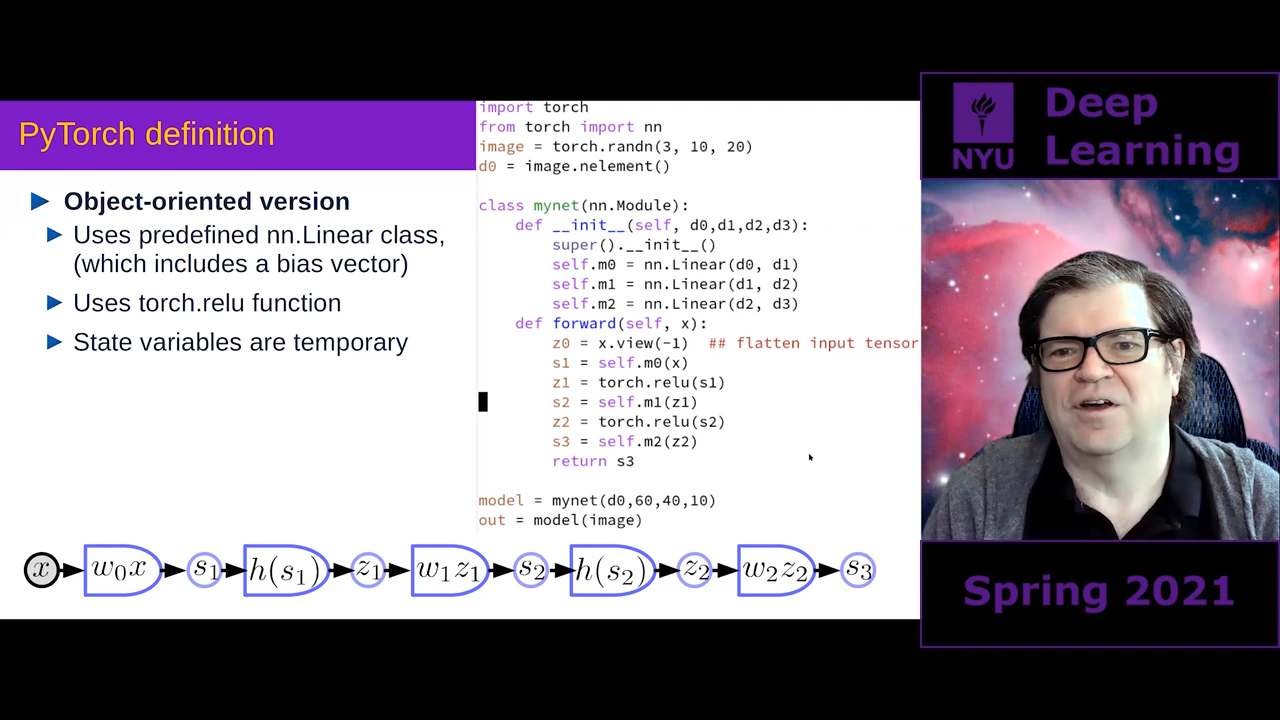 PyTorch definition
Object-oriented version
Uses predefined nn.Linear class,
(which includes a bias vector)
Uses torch.relu function
State variables are temporary
import torch
from torch import nn
image = torch.randn(3, 10, 20)
d0 = image.nelement()
class mynet(nn.Module):
    def __init__(self, d0,d1,d2,d3):
        super().__init__()
        self.m0 = nn.Linear(d0, d1)
        self.m1 = nn.Linear(d1, d2)
        self.m2 = nn.Linear(d2, d3)
    def forward(self, x):
        z0 = x.view(-1)  ## flatten input tensor
        s1 = self.m0(x)
        z1 = torch.relu(s1)
        s2 = self.m1(z1)
        z2 = torch.relu(s2)
        s3 = self.m2(z2)
        return s3
model = mynet(d0,60,40,10)
out = model(image)
x w₀x s₁ h(s₁) z₁ w₁z₁ s₂ h(s₂) z₂ w₂z₂ s₃
NYU
Deep
Learning
Spring 2021